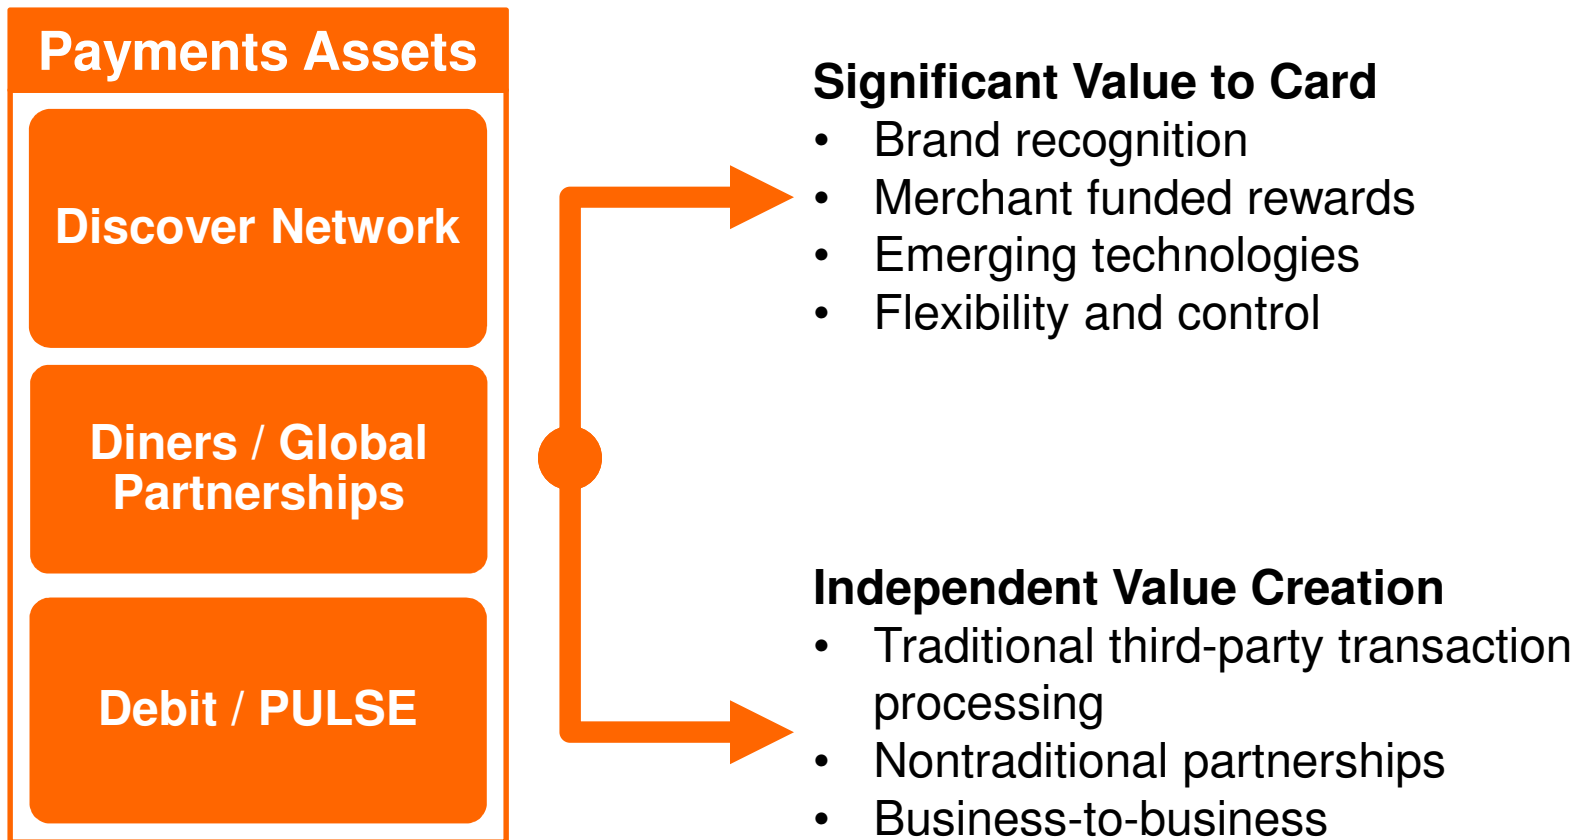 Payments Assets
Discover Network
Diners / Global
Partnerships
Debit / PULSE
Significant Value to Card
• Brand recognition
• Merchant funded rewards
• Emerging technologies
• Flexibility and control
Independent Value Creation
• Traditional third-party transaction
processing
• Nontraditional partnerships
• Business-to-business